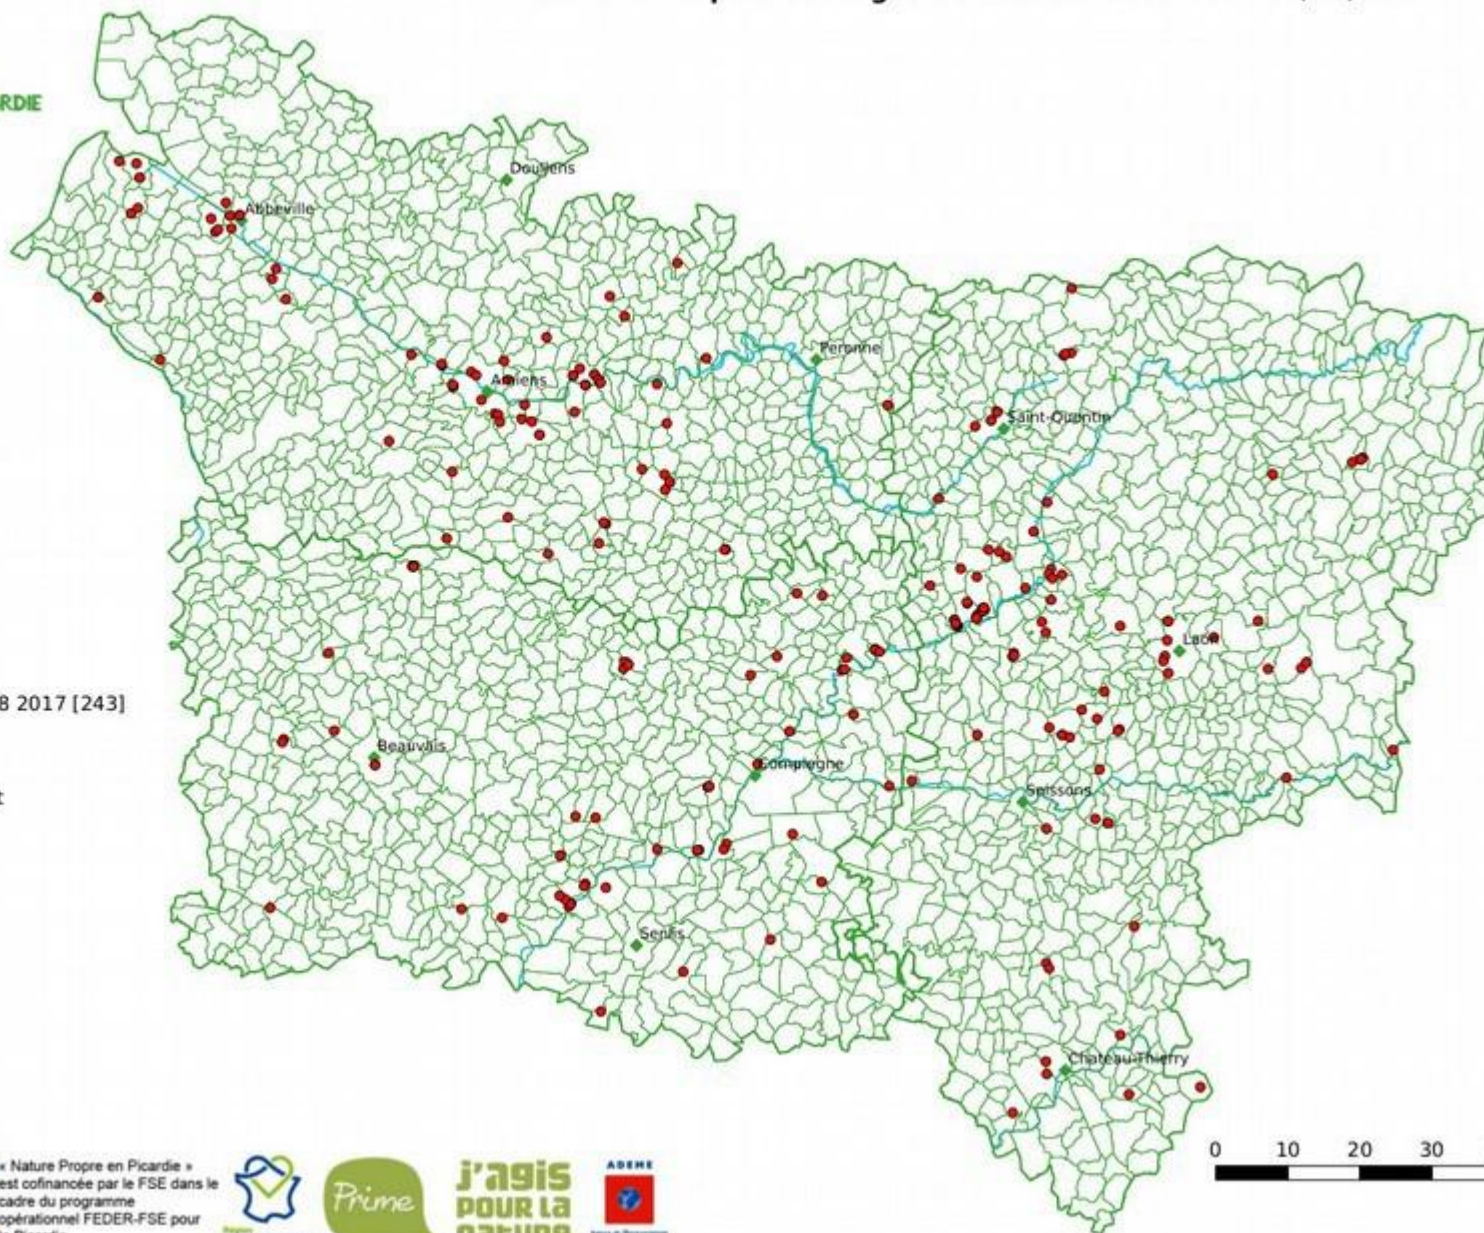 RDIE
Doullens
Abbeville
Peronne
Amiens
Saint-Quentin
Laon
8 2017 [243]
Beauvais
Compiegne
t
Soissons
Senlis
Chateau-Thierry
0 10 20 30
« Nature Propre en Picardie »
est cofinancée par le FSE dans le
cadre du programme
opérationnel FEDER-FSE pour
Prime
j'agis
POUR LA
nature
ADEME